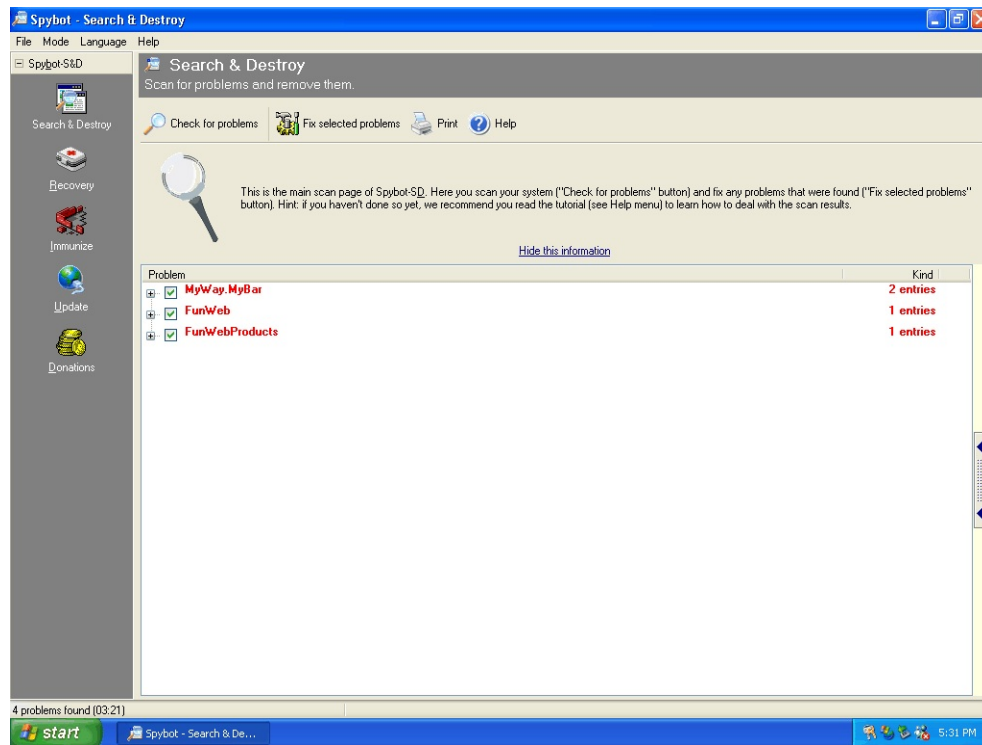 Spybot - Search & Destroy
File Mode Language Help
Spybot-S&D
Search & Destroy
Scan for problems and remove them.
Search & Destroy
Recovery
Immunize
Update
Donations
Check for problems Fix selected problems Print Help
This is the main scan page of Spybot-SD. Here you scan your system ("Check for problems" button) and fix any problems that were found ("Fix selected problems"
button). Hint: if you haven't done so yet, we recommend you read the tutorial (see Help menu) to learn how to deal with the scan results.
Hide this information
Problem Kind
MyWay.MyBar 2 entries
FunWeb 1 entries
FunWebProducts 1 entries
4 problems found (03:21)
start Spybot - Search & De... 5:31 PM